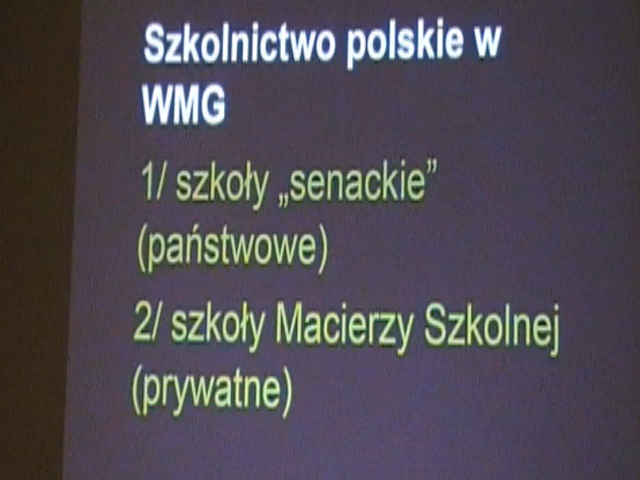 Szkolnictwo polskie w
WMG
1/ szkoły „senackie”
(państwowe)
2/ szkoły Macierzy Szkolnej
(prywatne)